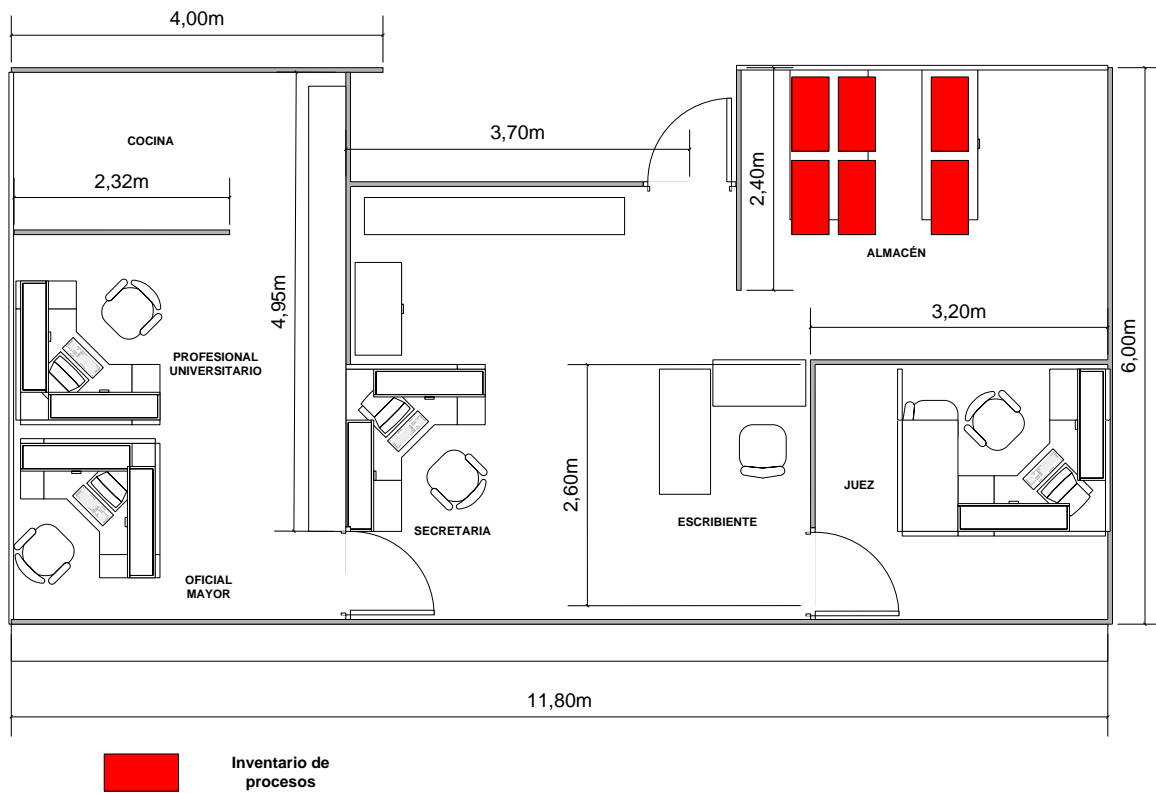 4,00m
COCINA
3,70m
2,32m
2,40m
ALMACÉN
4,95m
3,20m
6,00m
PROFESIONAL
UNIVERSITARIO
2,60m
JUEZ
SECRETARIA
ESCRIBIENTE
OFICIAL
MAYOR
11,80m
Inventario de
procesos